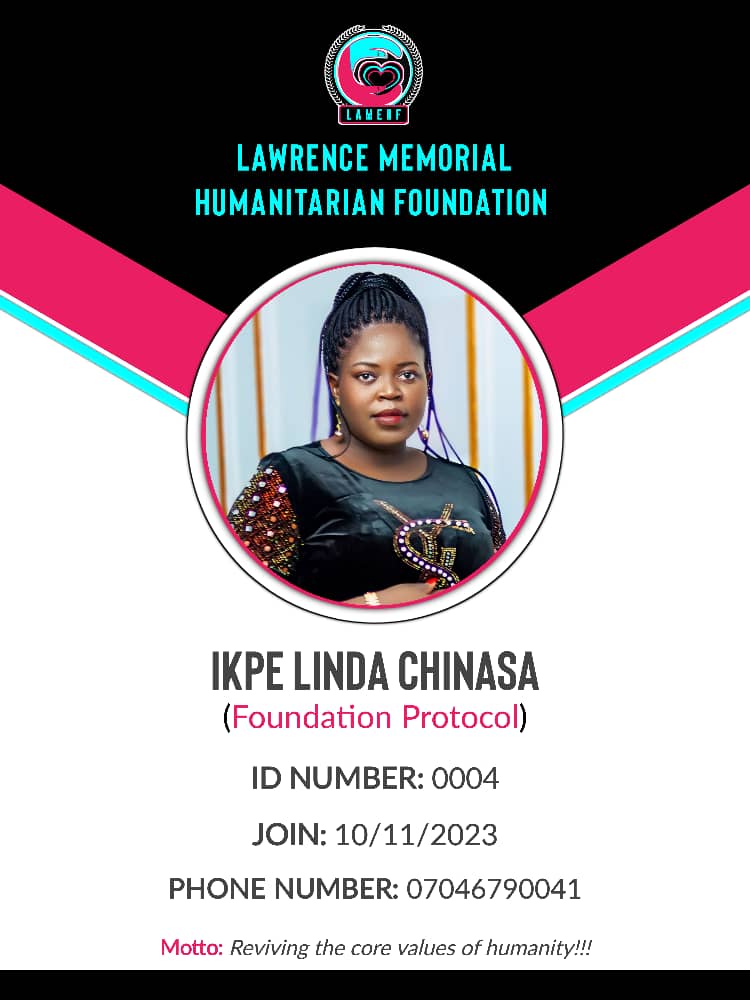 LAMEHF
LAWRENCE MEMORIAL
HUMANITARIAN FOUNDATION
IKPE LINDA CHINASA
(Foundation Protocol)
ID NUMBER: 0004
JOIN: 10/11/2023
PHONE NUMBER: 07046790041
Motto: Reviving the core values of humanity!!!